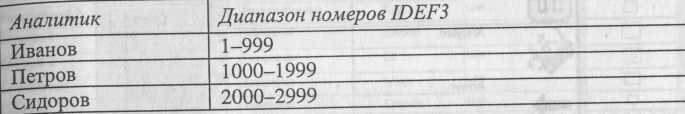 Аналитик Диапазон номеров IDEF3
Иванов 1–999
Петров 1000–1999
Сидоров 2000–2999